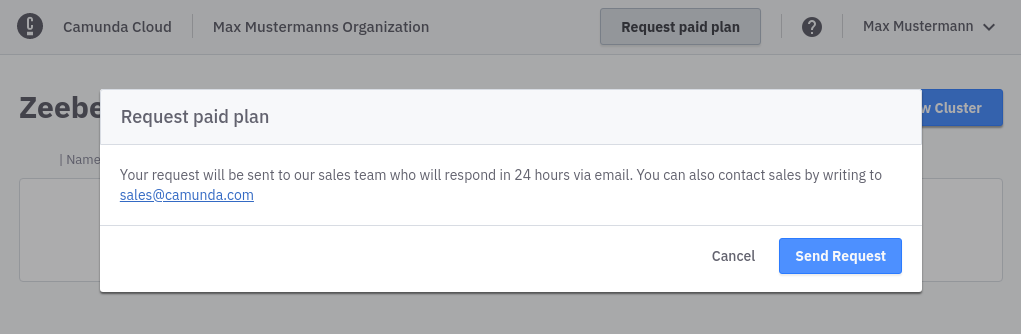 Camunda Cloud
Max Mustermanns Organization
Request paid plan
Max Mustermann
Zeebe
w Cluster
| Name
Request paid plan
Your request will be sent to our sales team who will respond in 24 hours via email. You can also contact sales by writing to
sales@camunda.com
Cancel
Send Request